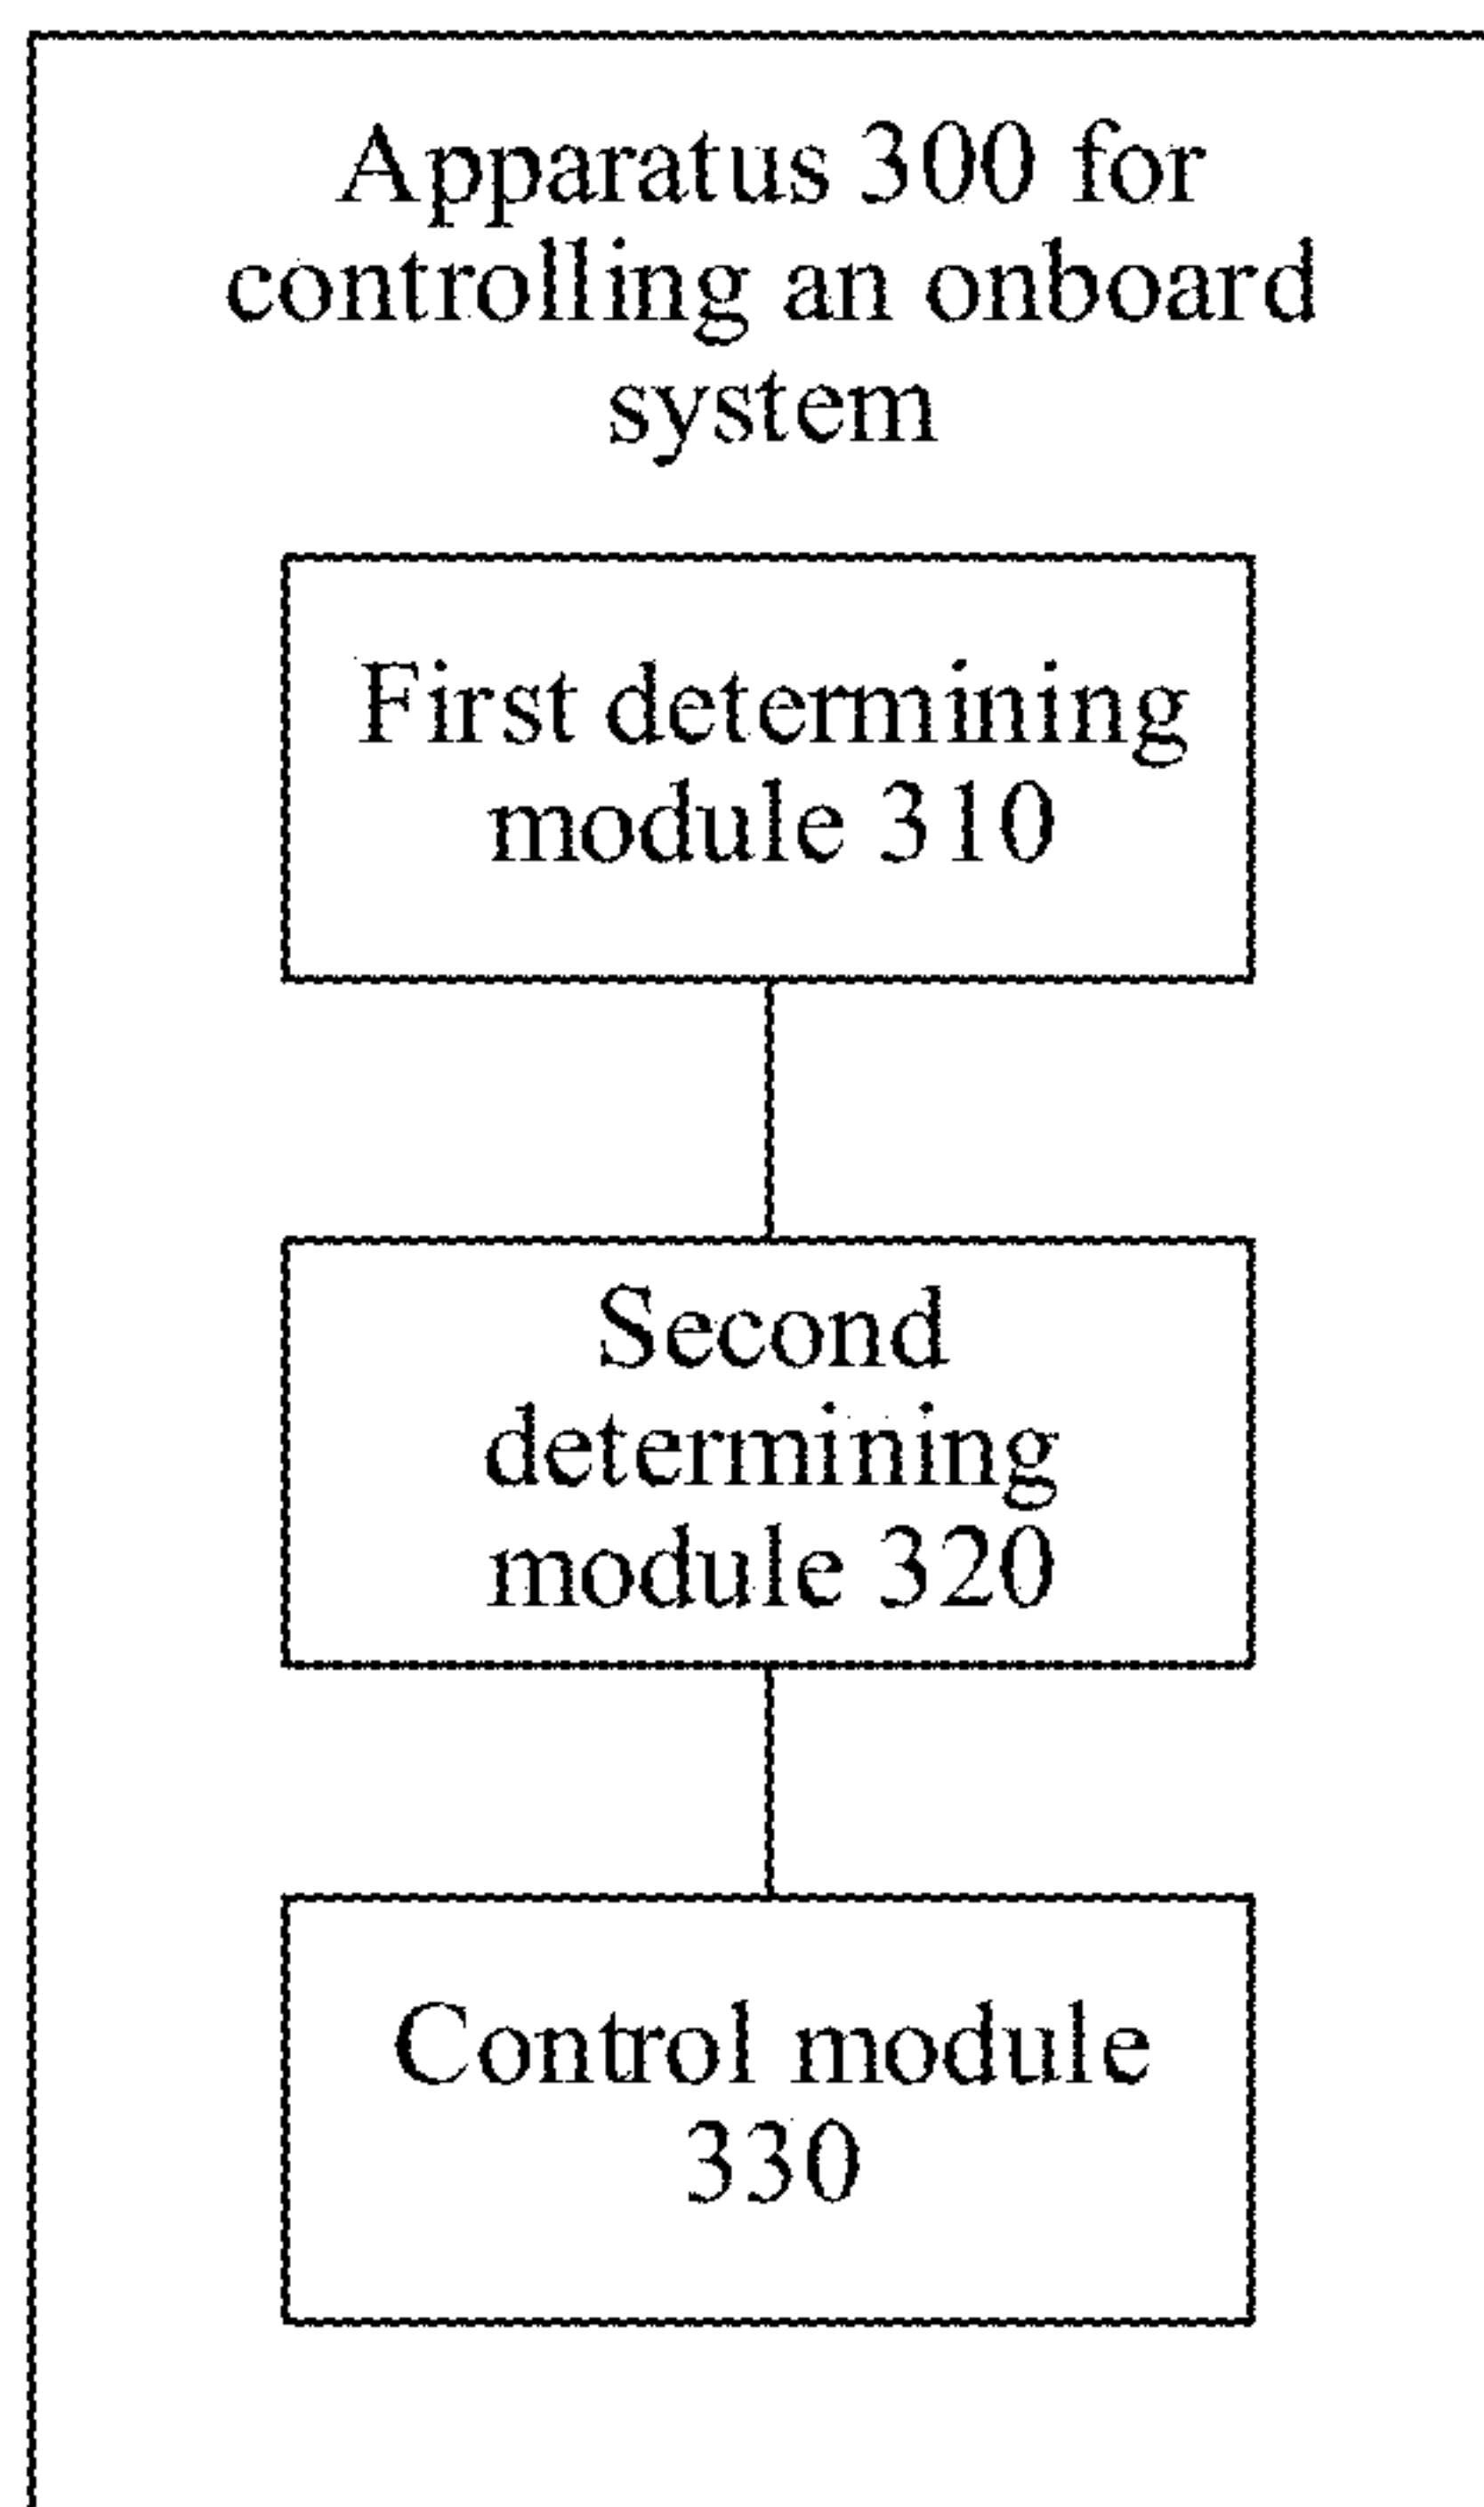 Apparatus 300 for
controlling an onboard
system
First determining
module 310
Second
determining
module 320
Control module
330